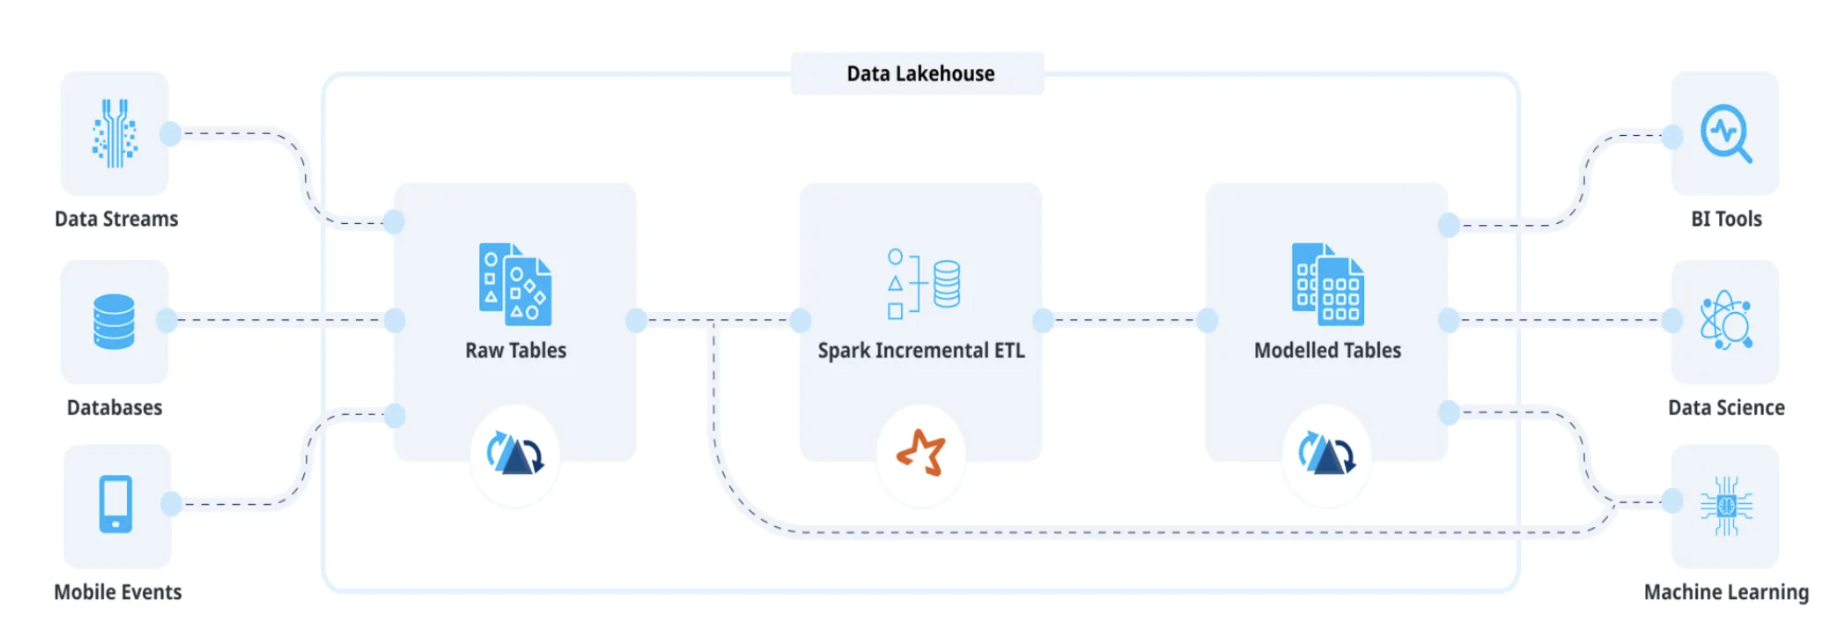 Data Lakehouse
Data Streams
Databases
Mobile Events
Raw Tables
Spark Incremental ETL
Modelled Tables
BI Tools
Data Science
Machine Learning